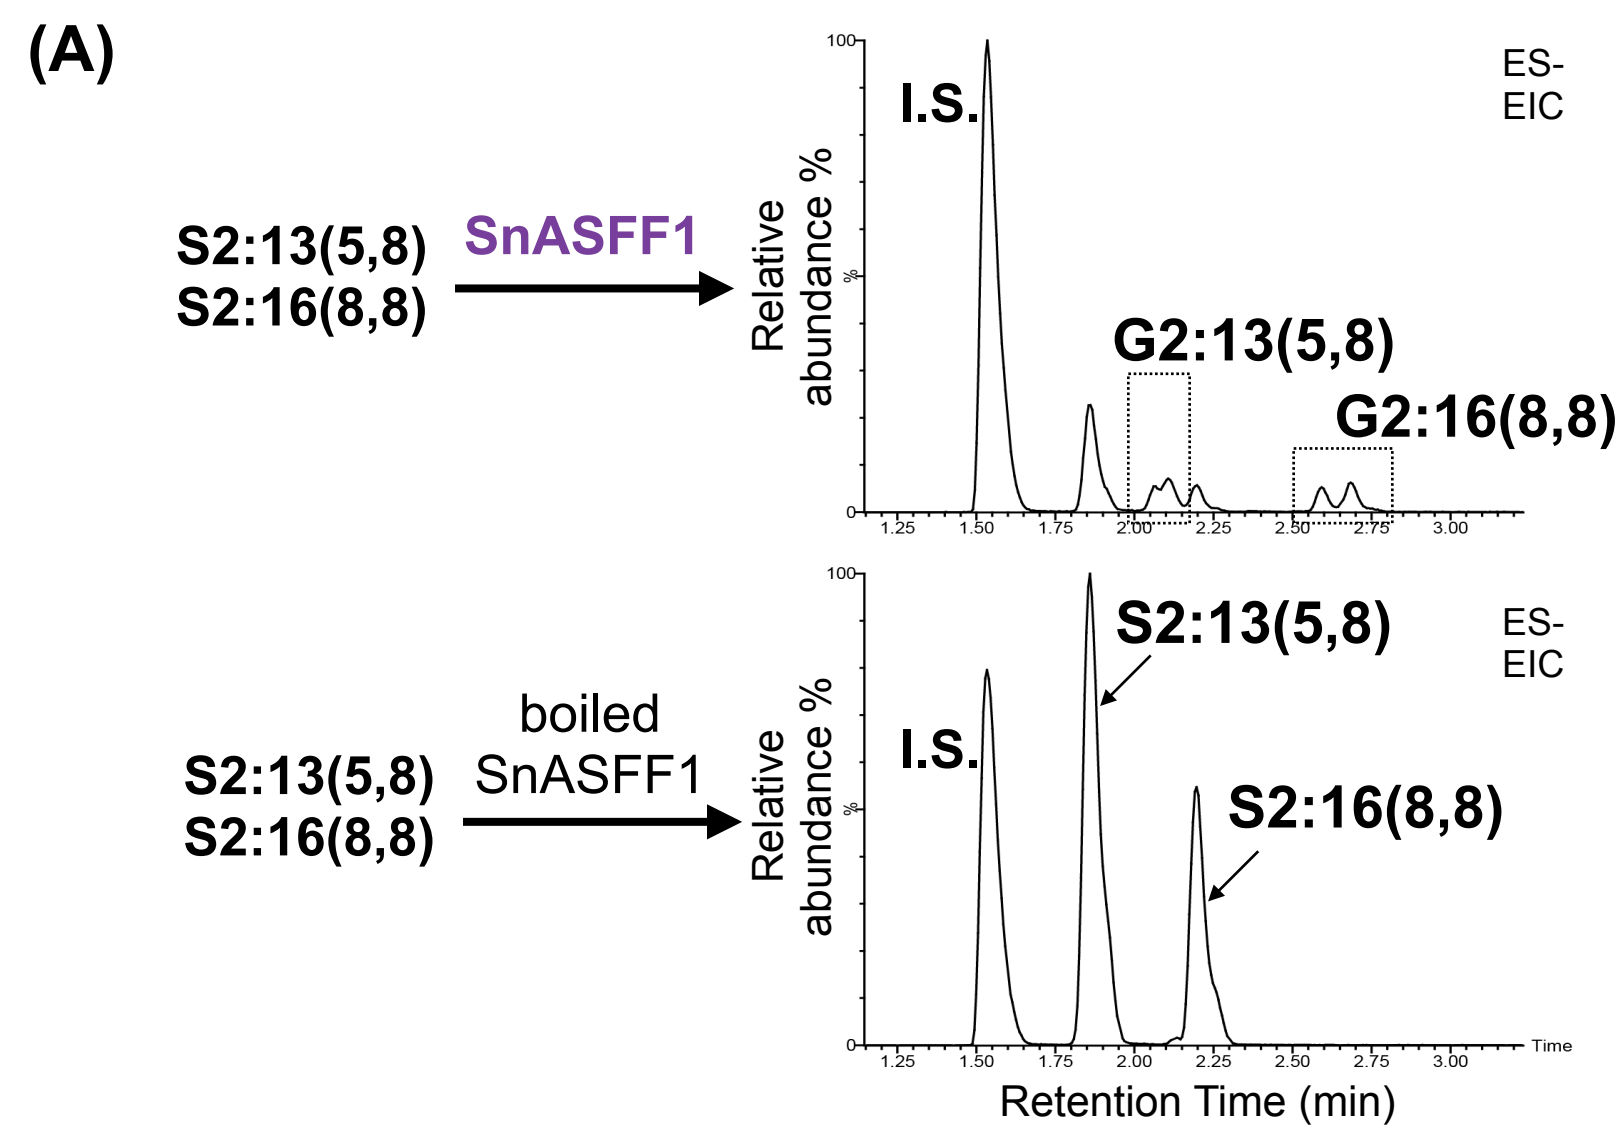 (A)
S2:13(5,8)
S2:16(8,8)
SnASFF1
Relative
abundance %
100
%
0
I.S.
G2:13(5,8)
G2:16(8,8)
ES-
EIC
1.25 1.50 1.75 2.00 2.25 2.50 2.75 3.00
S2:13(5,8)
S2:16(8,8)
boiled
SnASFF1
Relative
abundance %
100
%
0
I.S.
S2:13(5,8)
S2:16(8,8)
ES-
EIC
Time
1.25 1.50 1.75 2.00 2.25 2.50 2.75 3.00
Retention Time (min)